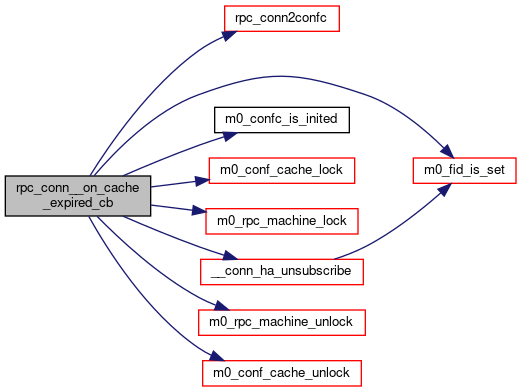 rpc_conn2confc
m0_confc_is_inited
m0_conf_cache_lock
m0_fid_is_set
rpc_conn__on_cache
_expired_cb
m0_rpc_machine_lock
__conn_ha_unsubscribe
m0_rpc_machine_unlock
m0_conf_cache_unlock